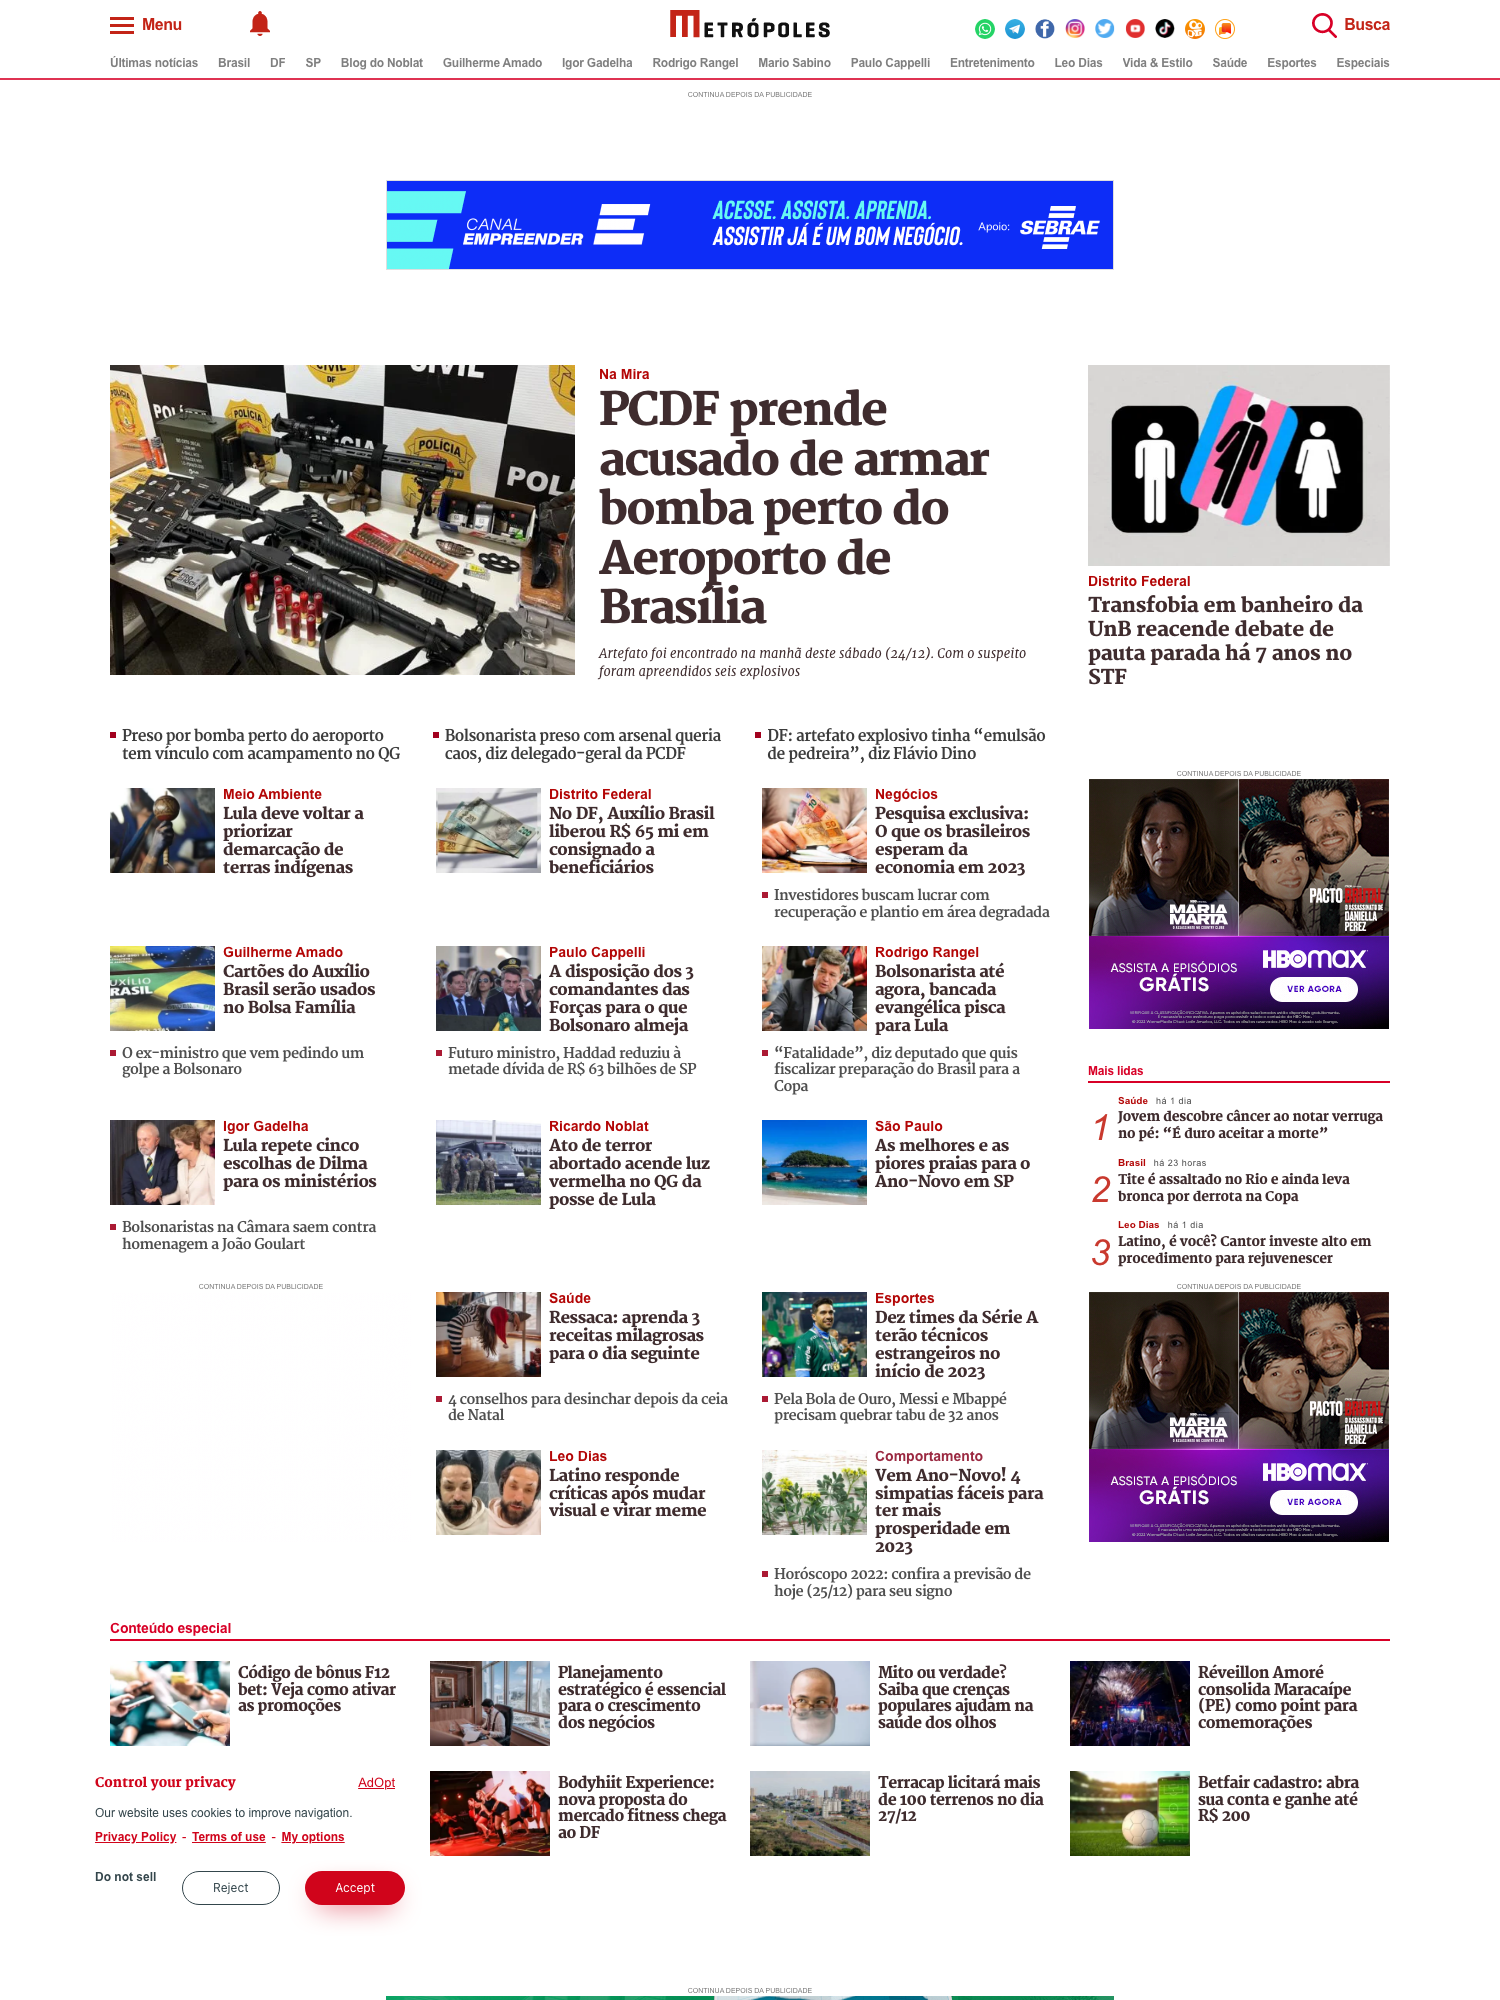 Menu
METRÓPOLES
Busca
Últimas notícias Brasil DF SP Blog do Noblat Guilherme Amado Igor Gadelha Rodrigo Rangel Mario Sabino Paulo Cappelli Entretenimento Leo Dias Vida & Estilo Saúde Esportes Especiais
CONTINUA DEPOIS DA PUBLICIDADE
CANAL
EMPREENDER
ACESSE. ASSISTA. APRENDA.
ASSISTIR JÁ É UM BOM NEGÓCIO.
Apoio:
SEBRAE
Na Mira
PCDF prende
acusado de armar
bomba perto do
Aeroporto de
Brasília
Artefato foi encontrado na manhã deste sábado (24/12). Com o suspeito
foram apreendidos seis explosivos
Distrito Federal
Transfobia em banheiro da
UnB reacende debate de
pauta parada há 7 anos no
STF
Preso por bomba perto do aeroporto
tem vínculo com acampamento no QG
Bolsonarista preso com arsenal queria
caos, diz delegado-geral da PCDF
DF: artefato explosivo tinha “emulsão
de pedreira”, diz Flávio Dino
Meio Ambiente
Lula deve voltar a
priorizar
demarcação de
terras indígenas
Distrito Federal
No DF, Auxílio Brasil
liberou R$ 65 mi em
consignado a
beneficiários
Negócios
Pesquisa exclusiva:
O que os brasileiros
esperam da
economia em 2023
Investidores buscam lucrar com
recuperação e plantio em área degradada
Guilherme Amado
Cartões do Auxílio
Brasil serão usados
no Bolsa Família
O ex-ministro que vem pedindo um
golpe a Bolsonaro
Paulo Cappelli
A disposição dos 3
comandantes das
Forças para o que
Bolsonaro almeja
Futuro ministro, Haddad reduziu à
metade dívida de R$ 63 bilhões de SP
Rodrigo Rangel
Bolsonarista até
agora, bancada
evangélica pisca
para Lula
“Fatalidade”, diz deputado que quis
fiscalizar preparação do Brasil para a
Copa
Igor Gadelha
Lula repete cinco
escolhas de Dilma
para os ministérios
Bolsonaristas na Câmara saem contra
homenagem a João Goulart
Ricardo Noblat
Ato de terror
abortado acende luz
vermelha no QG da
posse de Lula
São Paulo
As melhores e as
piores praias para o
Ano-Novo em SP
CONTINUA DEPOIS DA PUBLICIDADE
HAPPY
NEW YEAR
MARIA
MARTA
PACTO
BRUTAL
O ASSASSINATO DE
DANIELLA
PEREZ
ASSISTA A EPISÓDIOS
GRÁTIS
HBOMAX
VER AGORA
Mais lidas
1
Saúde há 1 dia
Jovem descobre câncer ao notar verruga
no pé: “É duro aceitar a morte”
2
Brasil há 23 horas
Tite é assaltado no Rio e ainda leva
bronca por derrota na Copa
3
Leo Dias há 1 dia
Latino, é você? Cantor investe alto em
procedimento para rejuvenescer
CONTINUA DEPOIS DA PUBLICIDADE
Saúde
Ressaca: aprenda 3
receitas milagrosas
para o dia seguinte
4 conselhos para desinchar depois da ceia
de Natal
Esportes
Dez times da Série A
terão técnicos
estrangeiros no
início de 2023
Pela Bola de Ouro, Messi e Mbappé
precisam quebrar tabu de 32 anos
Leo Dias
Latino responde
críticas após mudar
visual e virar meme
Comportamento
Vem Ano-Novo! 4
simpatias fáceis para
ter mais
prosperidade em
2023
Horóscopo 2022: confira a previsão de
hoje (25/12) para seu signo
CONTINUA DEPOIS DA PUBLICIDADE
HAPPY
NEW YEAR
MARIA
MARTA
PACTO
BRUTAL
O ASSASSINATO DE
DANIELLA
PEREZ
ASSISTA A EPISÓDIOS
GRÁTIS
HBOMAX
VER AGORA
Conteúdo especial
Código de bônus F12
bet: Veja como ativar
as promoções
Planejamento
estratégico é essencial
para o crescimento
dos negócios
Mito ou verdade?
Saiba que crenças
populares ajudam na
saúde dos olhos
Réveillon Amoré
consolida Maracaípe
(PE) como point para
comemorações
Bodyhiit Experience:
nova proposta do
mercado fitness chega
ao DF
Terracap licitará mais
de 100 terrenos no dia
27/12
Betfair cadastro: abra
sua conta e ganhe até
R$ 200
Control your privacy
AdOpt
Our website uses cookies to improve navigation.
Privacy Policy - Terms of use - My options
Do not sell
Reject
Accept
CONTINUA DEPOIS DA PUBLICIDADE